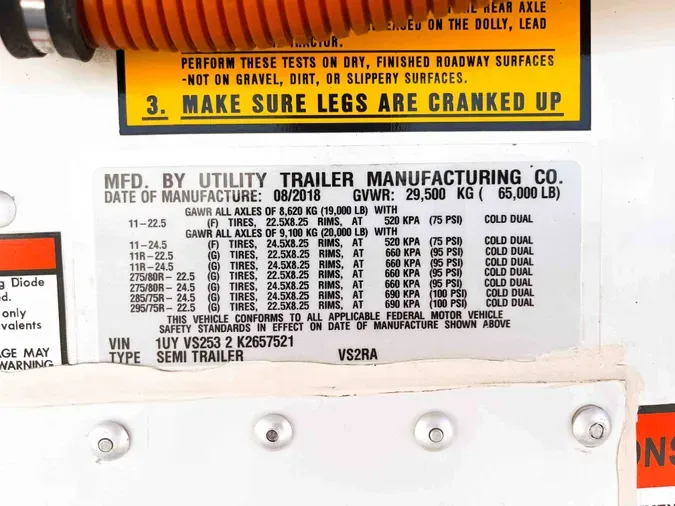 THE REAR AXLE
ON THE DOLLY, LEAD
TRACTOR.
PERFORM THESE TESTS ON DRY, FINISHED ROADWAY SURFACES
-NOT ON GRAVEL, DIRT, OR SLIPPERY SURFACES.
3. MAKE SURE LEGS ARE CRANKED UP
MFD. BY UTILITY TRAILER MANUFACTURING CO.
DATE OF MANUFACTURE: 08/2018 GVWR: 29,500 KG ( 65,000 LB)
GAWR ALL AXLES OF 8,620 KG (19,000 LB) WITH
11-22.5 (F) TIRES, 22.5X8.25 RIMS, AT 520 KPA (75 PSI) COLD DUAL
GAWR ALL AXLES OF 9,100 KG (20,000 LB) WITH
11-24.5 (F) TIRES, 24.5X8.25 RIMS, AT 520 KPA (75 PSI) COLD DUAL
11R-22.5 (G) TIRES, 22.5X8.25 RIMS, AT 660 KPA (95 PSI) COLD DUAL
11R-24.5 (G) TIRES, 24.5X8.25 RIMS, AT 660 KPA (95 PSI) COLD DUAL
275/80R- 22.5 (G) TIRES, 22.5X8.25 RIMS, AT 660 KPA (95 PSI) COLD DUAL
275/80R- 24.5 (G) TIRES, 24.5X8.25 RIMS, AT 660 KPA (95 PSI) COLD DUAL
285/75R- 24.5 (G) TIRES, 24.5X8.25 RIMS, AT 690 KPA (100 PSI) COLD DUAL
295/75R- 22.5 (G) TIRES, 22.5X8.25 RIMS, AT 690 KPA (100 PSI) COLD DUAL
THIS VEHICLE CONFORMS TO ALL APPLICABLE FEDERAL MOTOR VEHICLE
SAFETY STANDARDS IN EFFECT ON DATE OF MANUFACTURE SHOWN ABOVE
VIN 1UY VS253 2 K2657521
TYPE SEMI TRAILER VS2RA
g Diode
ed.
only
valents
AGE MAY
WARNING
ONS